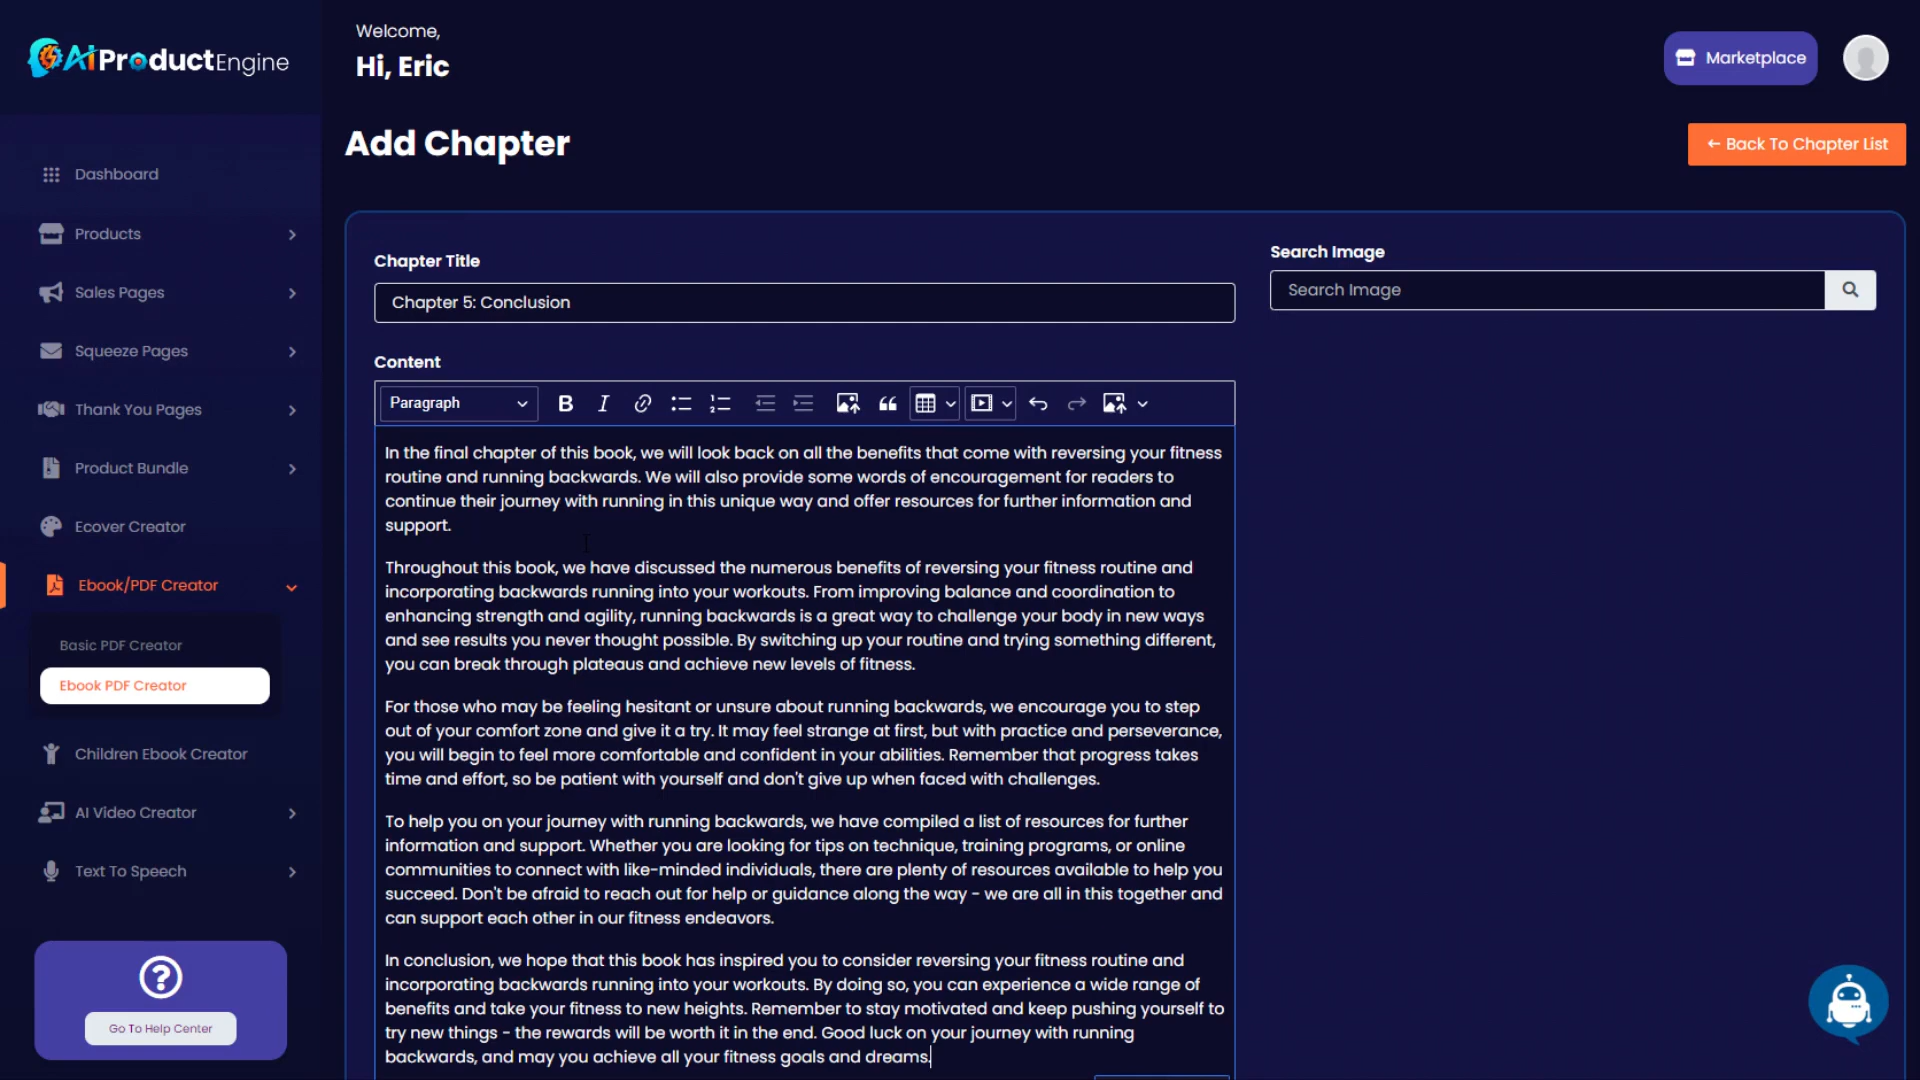 AiProductEngine
Welcome,
Hi, Eric
Marketplace
Add Chapter
← Back To Chapter List
Dashboard
Products
Sales Pages
Squeeze Pages
Thank You Pages
Product Bundle
Ecover Creator
Ebook/PDF Creator
Basic PDF Creator
Ebook PDF Creator
Children Ebook Creator
AI Video Creator
Text To Speech
Go To Help Center
Chapter Title
Chapter 5: Conclusion
Content
Paragraph
In the final chapter of this book, we will look back on all the benefits that come with reversing your fitness
routine and running backwards. We will also provide some words of encouragement for readers to
continue their journey with running in this unique way and offer resources for further information and
support.
Throughout this book, we have discussed the numerous benefits of reversing your fitness routine and
incorporating backwards running into your workouts. From improving balance and coordination to
enhancing strength and agility, running backwards is a great way to challenge your body in new ways
and see results you never thought possible. By switching up your routine and trying something different,
you can break through plateaus and achieve new levels of fitness.
For those who may be feeling hesitant or unsure about running backwards, we encourage you to step
out of your comfort zone and give it a try. It may feel strange at first, but with practice and perseverance,
you will begin to feel more comfortable and confident in your abilities. Remember that progress takes
time and effort, so be patient with yourself and don't give up when faced with challenges.
To help you on your journey with running backwards, we have compiled a list of resources for further
information and support. Whether you are looking for tips on technique, training programs, or online
communities to connect with like-minded individuals, there are plenty of resources available to help you
succeed. Don't be afraid to reach out for help or guidance along the way - we are all in this together and
can support each other in our fitness endeavors.
In conclusion, we hope that this book has inspired you to consider reversing your fitness routine and
incorporating backwards running into your workouts. By doing so, you can experience a wide range of
benefits and take your fitness to new heights. Remember to stay motivated and keep pushing yourself to
try new things - the rewards will be worth it in the end. Good luck on your journey with running
backwards, and may you achieve all your fitness goals and dreams.
Search Image
Search Image